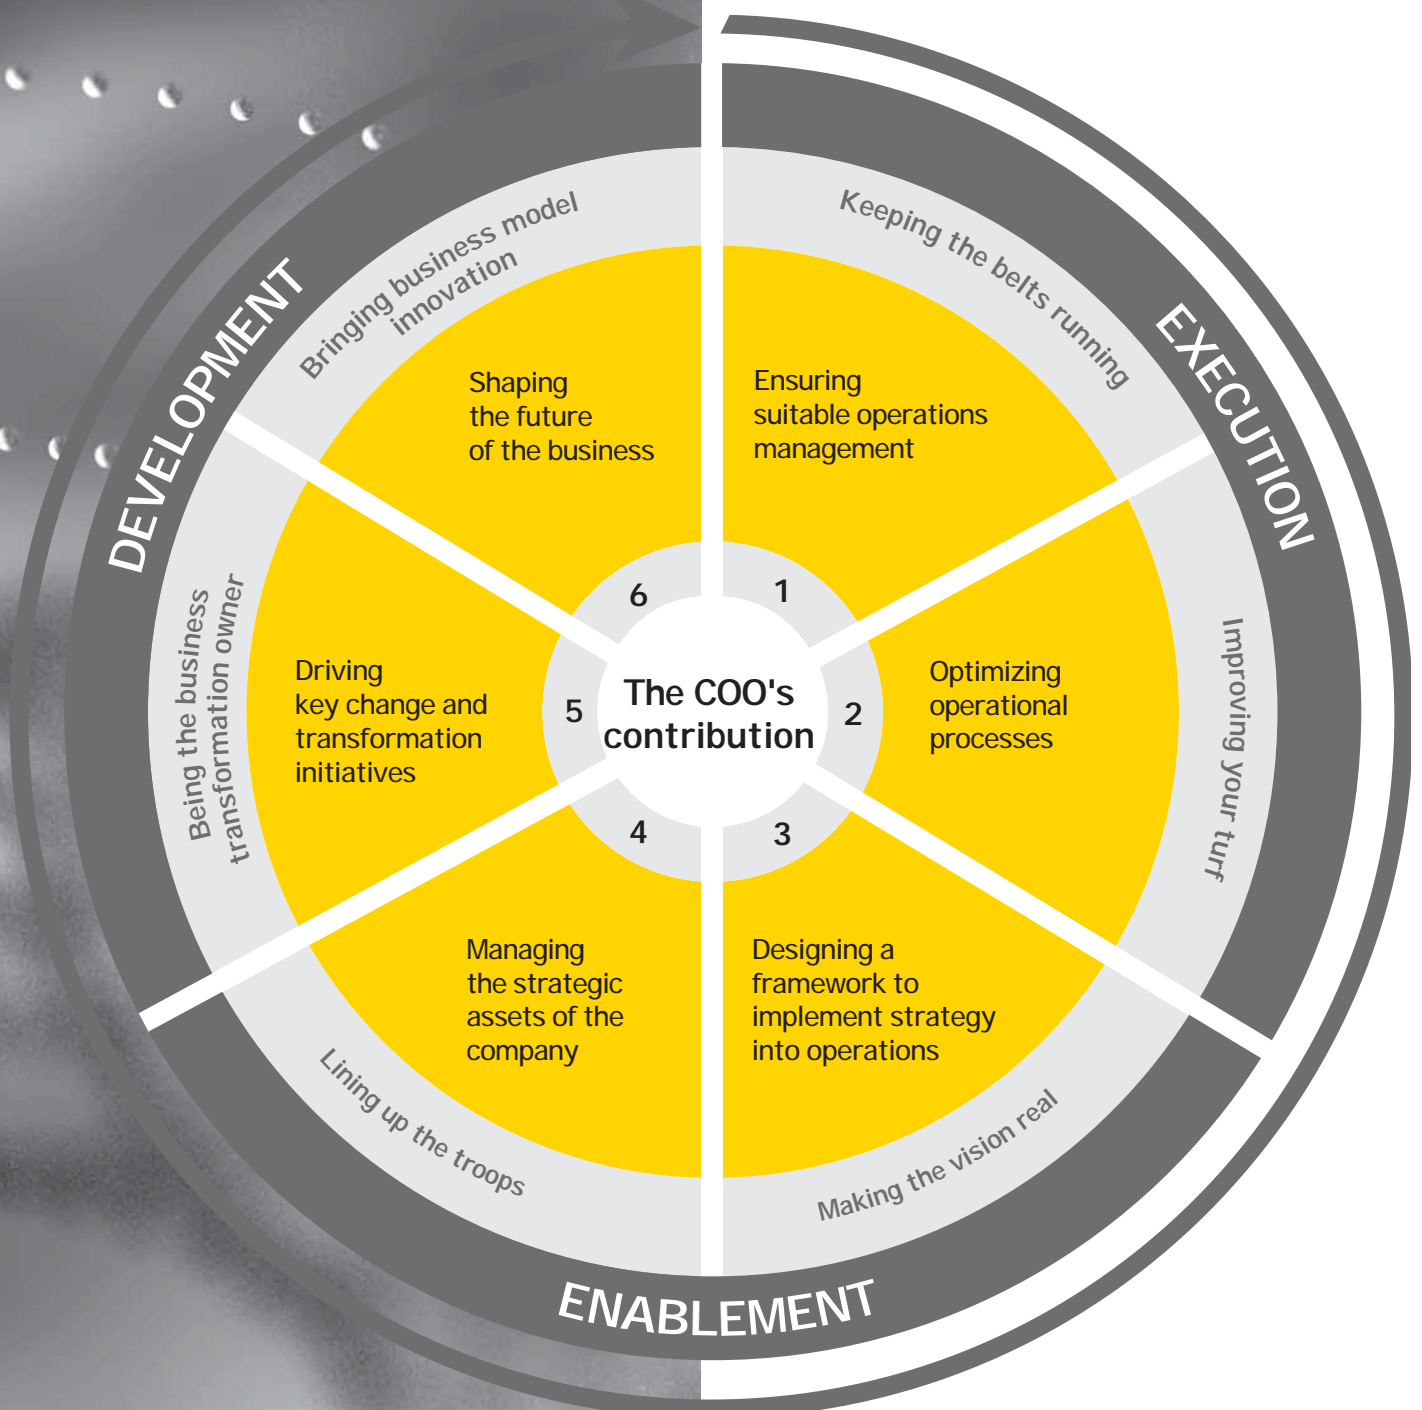 The COO's
contribution
EXECUTION
Keeping the belts running
1
Ensuring
suitable operations
management
Improving your turf
2
Optimizing
operational
processes
ENABLEMENT
Making the vision real
3
Designing a
framework to
implement strategy
into operations
Lining up the troops
4
Managing
the strategic
assets of the
company
DEVELOPMENT
Being the business
transformation owner
5
Driving
key change and
transformation
initiatives
Bringing business model
innovation
6
Shaping
the future
of the business